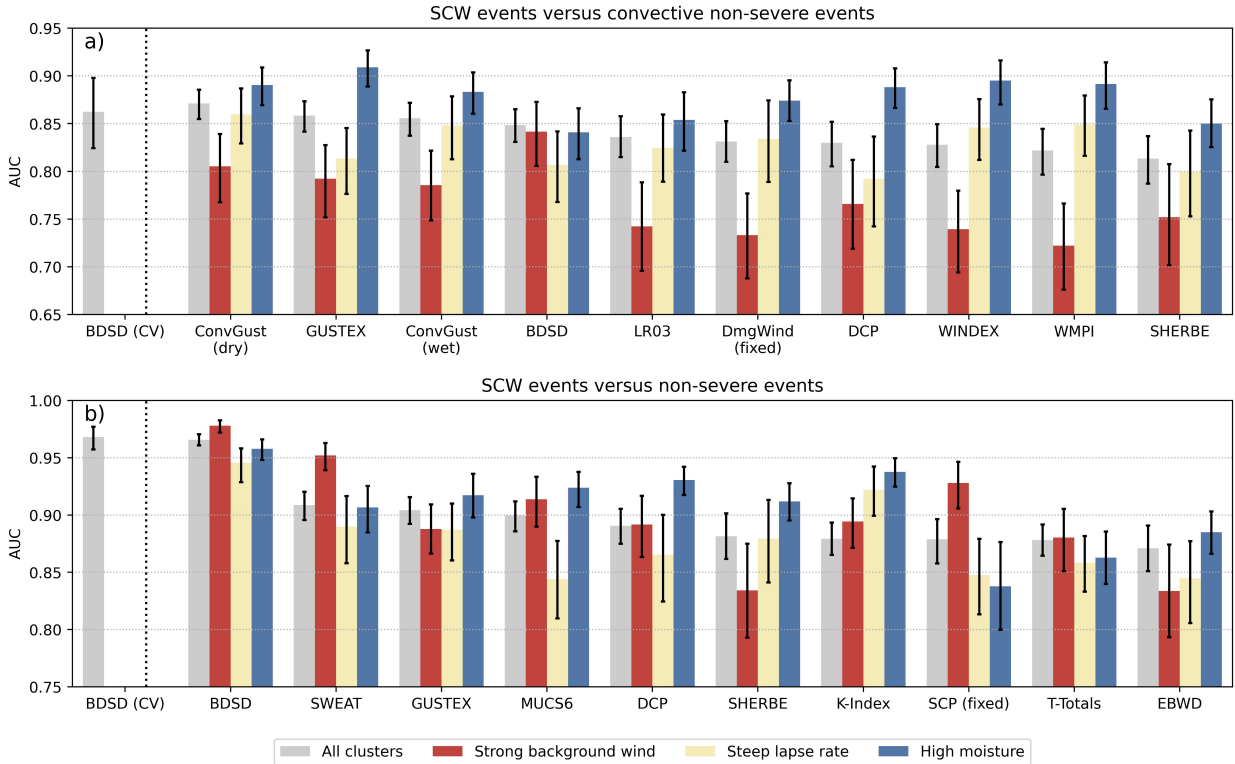 SCW events versus convective non-severe events
a)
AUC
0.95
0.90
0.85
0.80
0.75
0.70
0.65
BDSD (CV)
ConvGust
(dry)
GUSTEX
ConvGust
(wet)
BDSD
LR03
DmgWind
(fixed)
DCP
WINDEX
WMPI
SHERBE
SCW events versus non-severe events
b)
AUC
1.00
0.95
0.90
0.85
0.80
0.75
BDSD (CV)
BDSD
SWEAT
GUSTEX
MUCS6
DCP
SHERBE
K-Index
SCP (fixed)
T-Totals
EBWD
All clusters
Strong background wind
Steep lapse rate
High moisture